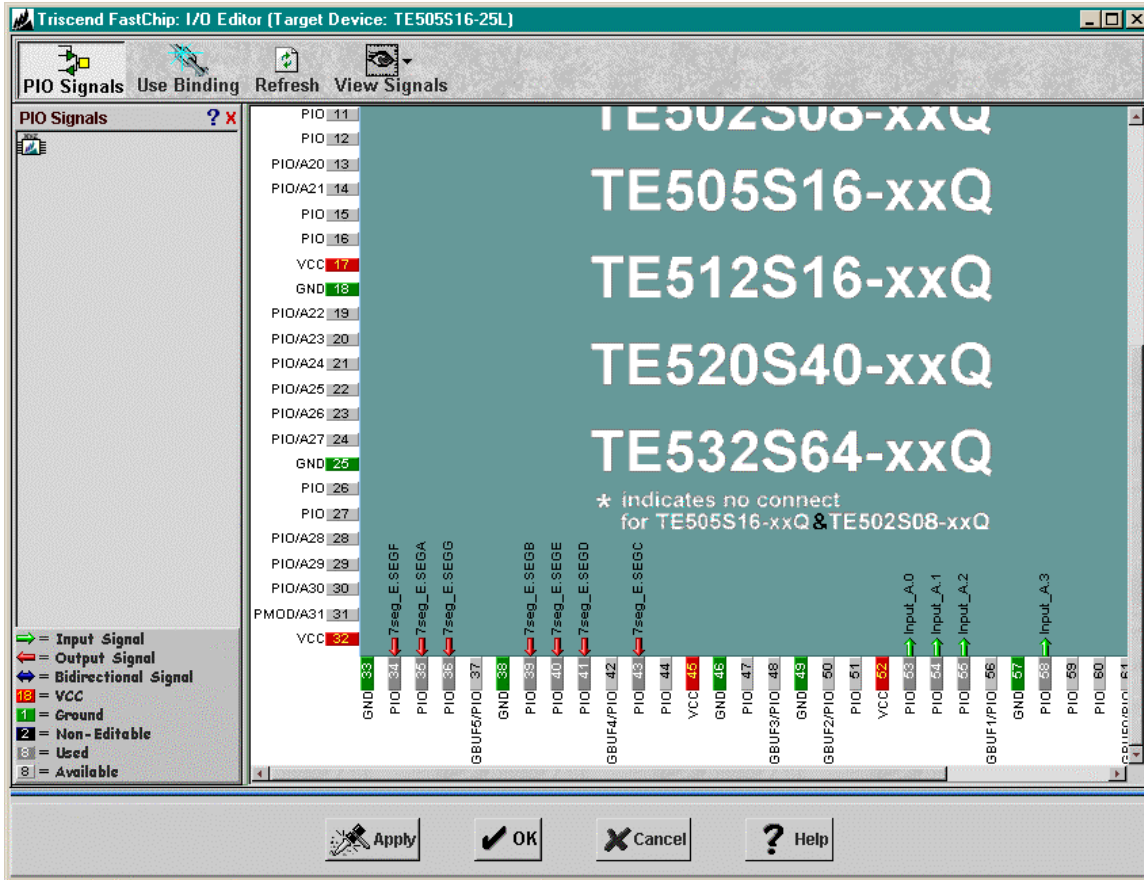 Triscend FastChip: I/O Editor (Target Device: TE505S16-25L)
PIO Signals
Use Binding
Refresh
View Signals
PIO Signals
? X
XYZ
PIO 11
PIO 12
PIO/A20 13
PIO/A21 14
PIO 15
PIO 16
VCC 17
GND 18
PIO/A22 19
PIO/A23 20
PIO/A24 21
PIO/A25 22
PIO/A26 23
PIO/A27 24
GND 25
PIO 26
PIO 27
PIO/A28 28
PIO/A29 29
PIO/A30 30
PMOD/A31 31
VCC 32
TE502S08-xxQ
TE505S16-xxQ
TE512S16-xxQ
TE520S40-xxQ
TE532S64-xxQ
* indicates no connect
for TE505S16-xxQ & TE502S08-xxQ
7seg_E.SEGF
7seg_E.SEGA
7seg_E.SEGG
7seg_E.SEGB
7seg_E.SEGE
7seg_E.SEGD
7seg_E.SEGC
Input_A.0
Input_A.1
Input_A.2
Input_A.3
GND 33
PIO 34
PIO 35
PIO 36
GBUF5/PIO 37
GND 38
PIO 39
PIO 40
PIO 41
GBUF4/PIO 42
PIO 43
PIO 44
VCC 45
GND 46
PIO 47
GBUF3/PIO 48
GND 49
GBUF2/PIO 50
PIO 51
VCC 52
PIO 53
PIO 54
PIO 55
GBUF1/PIO 56
GND 57
PIO 58
PIO 59
PIO 60
GBUF0/PIO 61
= Input Signal
= Output Signal
= Bidirectional Signal
18 = VCC
1 = Ground
2 = Non-Editable
8 = Used
8 = Available
Apply
OK
Cancel
? Help